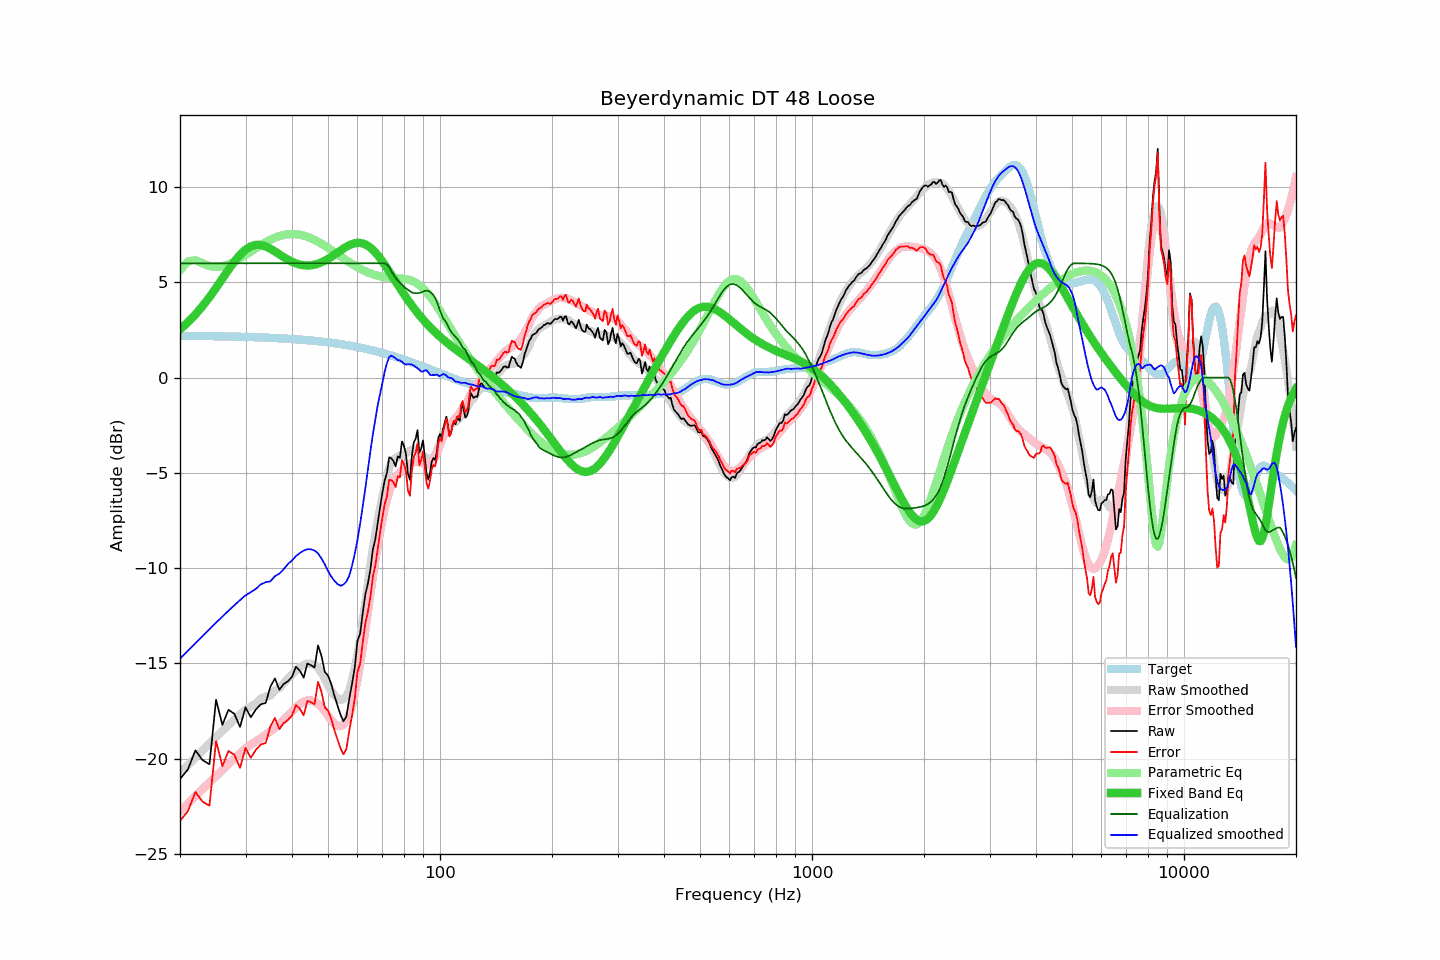 Beyerdynamic DT 48 Loose
Amplitude (dBr)
10
5
0
−5
−10
−15
−20
−25
100
1000
10000
Frequency (Hz)
Target
Raw Smoothed
Error Smoothed
Raw
Error
Parametric Eq
Fixed Band Eq
Equalization
Equalized smoothed